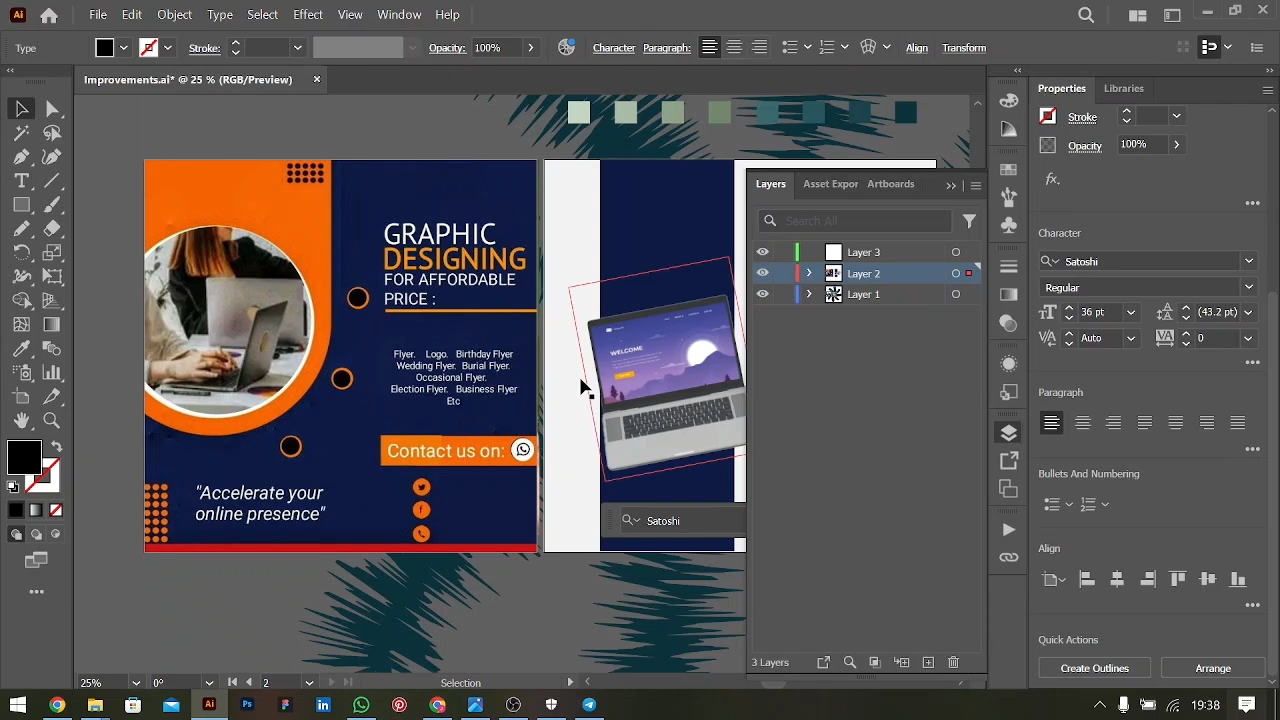 Ai File Edit Object Type Select Effect View Window Help
Type Stroke: Opacity: 100% Character Paragraph: Align Transform
Improvements.ai* @ 25 % (RGB/Preview) ×
Properties Libraries
Stroke
Opacity 100%
fx.
Character
Satoshi
Regular
36 pt (43.2 pt)
Auto 0
Paragraph
Bullets And Numbering
Align
Quick Actions
Create Outlines Arrange
Layers Asset Expor Artboards
Search All
Layer 3
Layer 2
Layer 1
3 Layers
GRAPHIC
DESIGNING
FOR AFFORDABLE
PRICE :
Flyer. Logo. Birthday Flyer
Wedding Flyer. Burial Flyer.
Occasional Flyer.
Election Flyer. Business Flyer
Etc
Contact us on:
"Accelerate your
online presence"
WELCOME
Satoshi
25% 0° 2 Selection
19:38